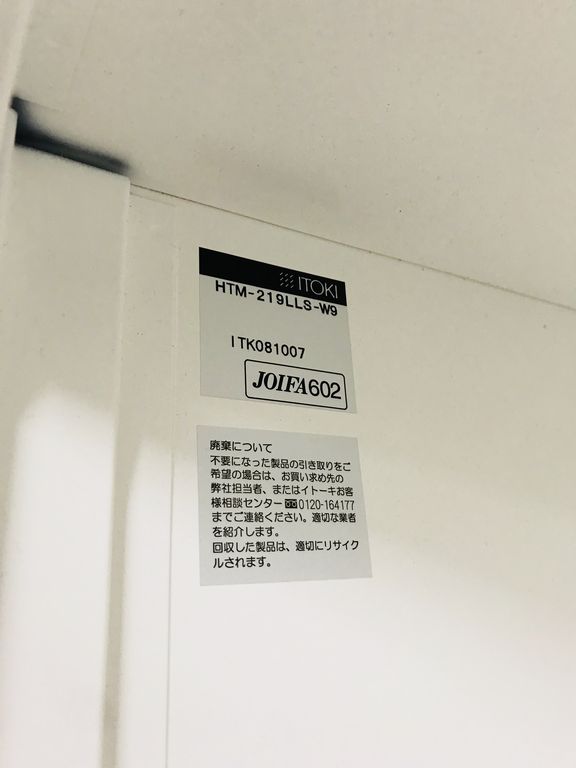 ITOKI
HTM-219LLS-W9
ITK081007
JOIFA602
廃棄について
不要になった製品の引き取りをご
希望の場合は、お買い求め先の
弊社担当者、またはイトーキお客
様相談センター 0120-164177
までご連絡ください。適切な業者
を紹介します。
回収した製品は、適切にリサイク
ルされます。